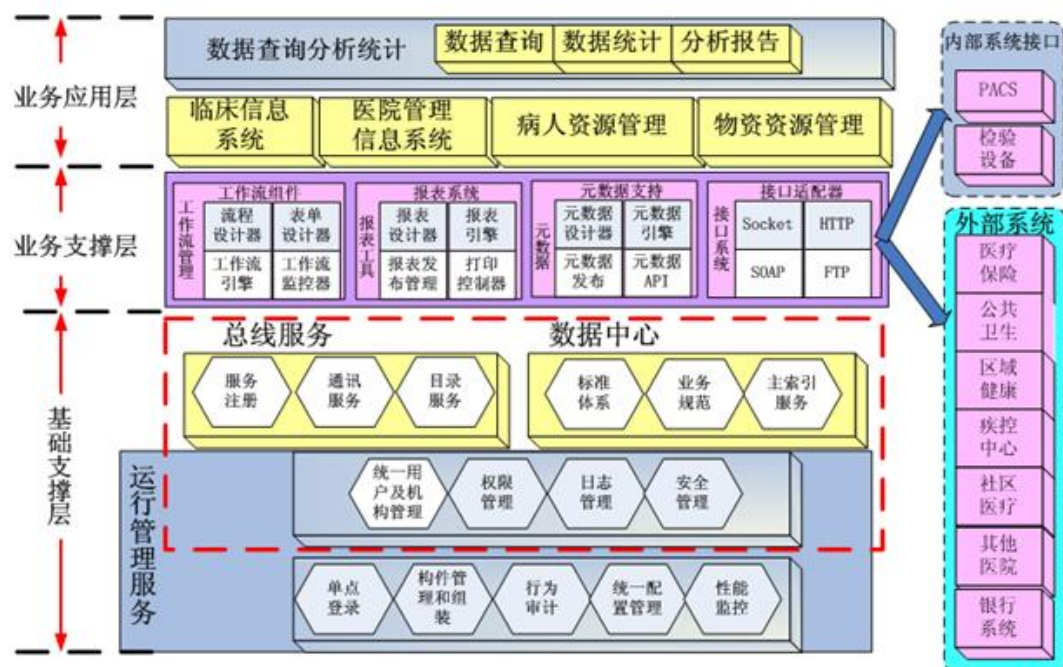 数据查询分析统计
数据查询
数据统计
分析报告
业务应用层
临床信息
系统
医院管理
信息系统
病人资源管理
物资资源管理
业务支撑层
工作流管理
工作流组件
流程
设计器
表单
设计器
工作流
引擎
工作流
监控器
报表工具
报表系统
报表
设计器
报表
引擎
报表发
布管理
打印
控制器
元数据
元数据支持
元数据
设计器
元数据
引擎
元数据
发布
元数据
API
接口系统
接口适配器
Socket
HTTP
SOAP
FTP
基础支撑层
总线服务
服务
注册
通讯
服务
目录
服务
数据中心
标准
体系
业务
规范
主索引
服务
运行管理服务
统一用
户及机
构管理
权限
管理
日志
管理
安全
管理
单点
登录
构件管
理和组
装
行为
审计
统一配
置管理
性能
监控
内部系统接口
PACS
检验
设备
外部系统
医疗
保险
公共
卫生
区域
健康
疾控
中心
社区
医疗
其他
医院
银行
系统